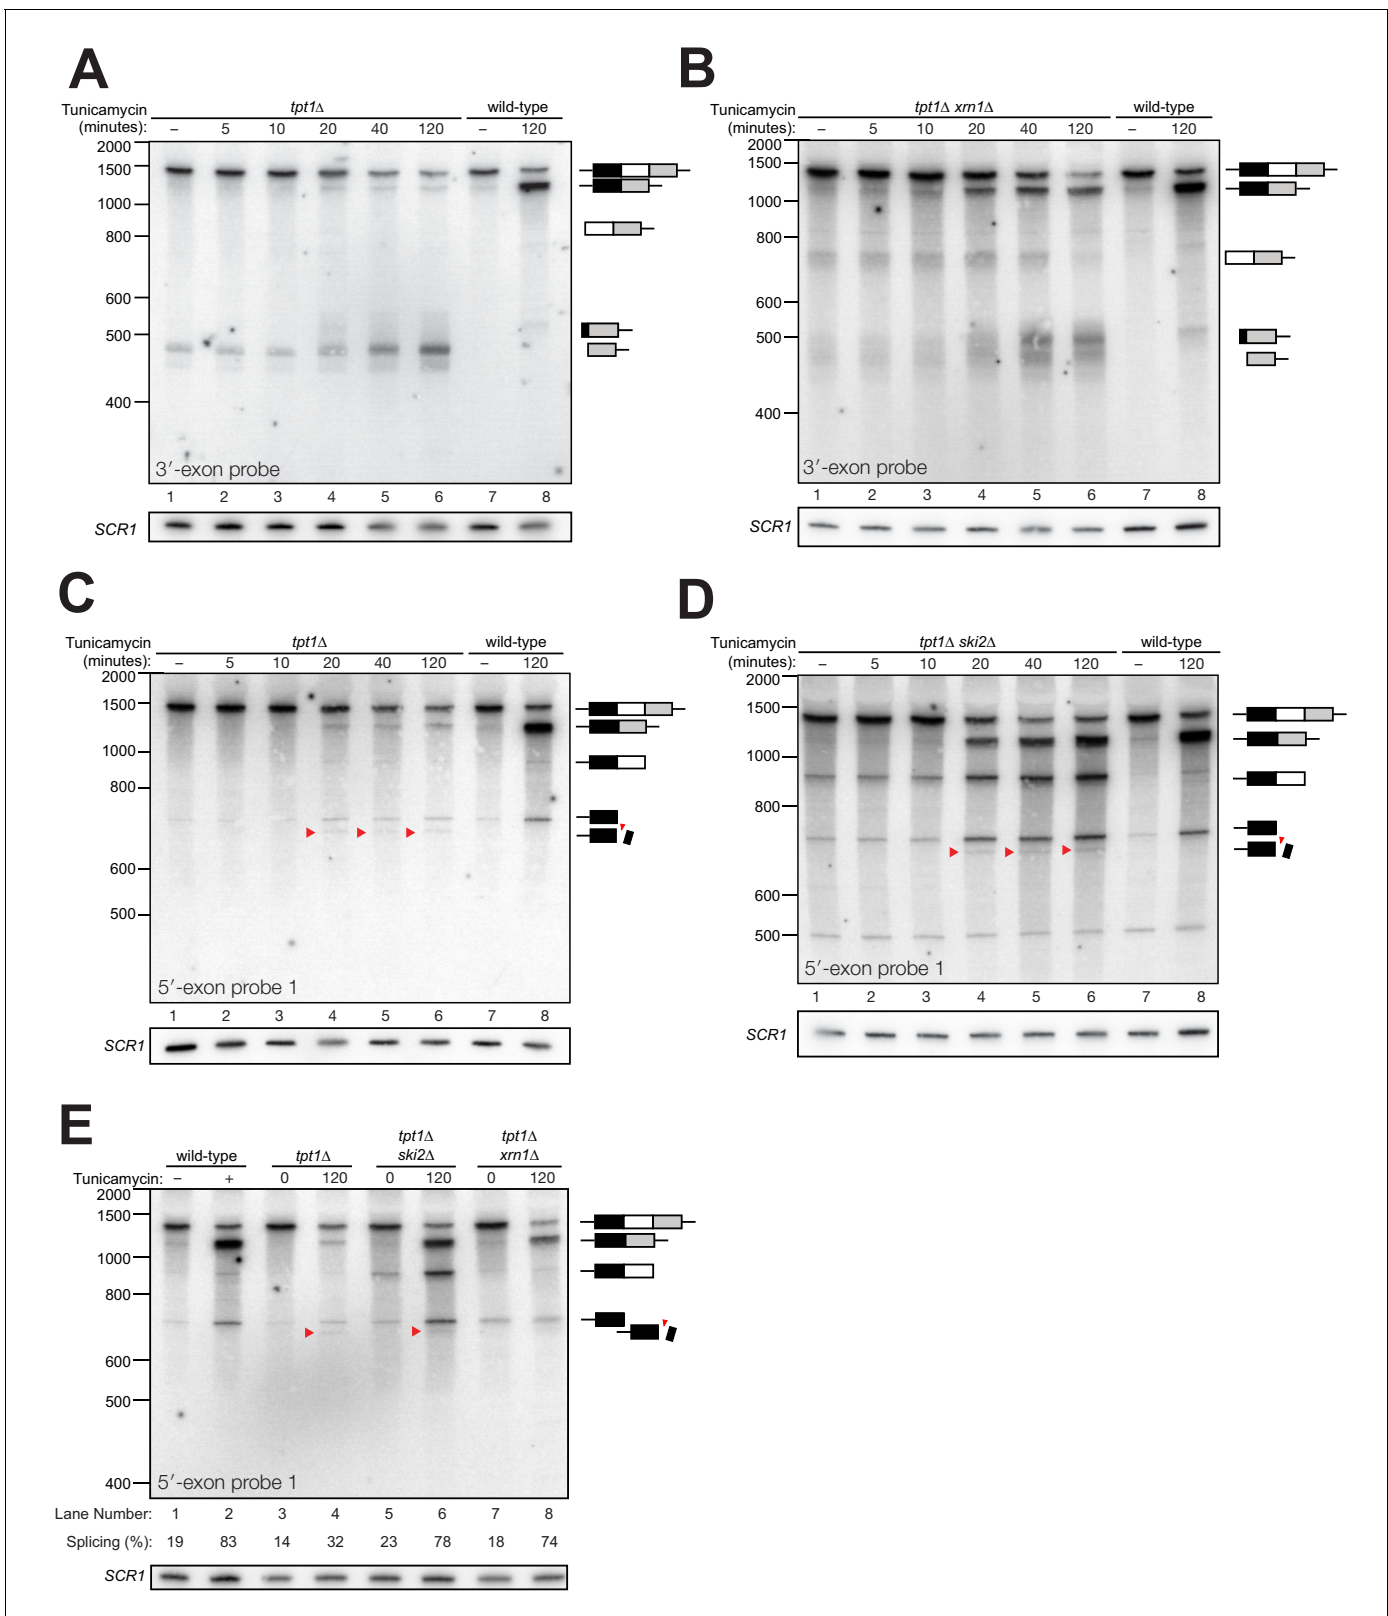 A
Tunicamycin
(minutes):
tpt1Δ
wild-type
– 5 10 20 40 120 – 120
2000
1500
1000
800
600
500
400
3′-exon probe
1 2 3 4 5 6 7 8
SCR1
B
Tunicamycin
(minutes):
tpt1Δ xrn1Δ
wild-type
– 5 10 20 40 120 – 120
2000
1500
1000
800
600
500
400
3′-exon probe
1 2 3 4 5 6 7 8
SCR1
C
Tunicamycin
(minutes):
tpt1Δ
wild-type
– 5 10 20 40 120 – 120
2000
1500
1000
800
600
500
5′-exon probe 1
1 2 3 4 5 6 7 8
SCR1
D
Tunicamycin
(minutes):
tpt1Δ ski2Δ
wild-type
– 5 10 20 40 120 – 120
2000
1500
1000
800
600
500
5′-exon probe 1
1 2 3 4 5 6 7 8
SCR1
E
wild-type
tpt1Δ
tpt1Δ
ski2Δ
tpt1Δ
xrn1Δ
Tunicamycin: – + 0 120 0 120 0 120
2000
1500
1000
800
600
500
400
5′-exon probe 1
Lane Number: 1 2 3 4 5 6 7 8
Splicing (%): 19 83 14 32 23 78 18 74
SCR1